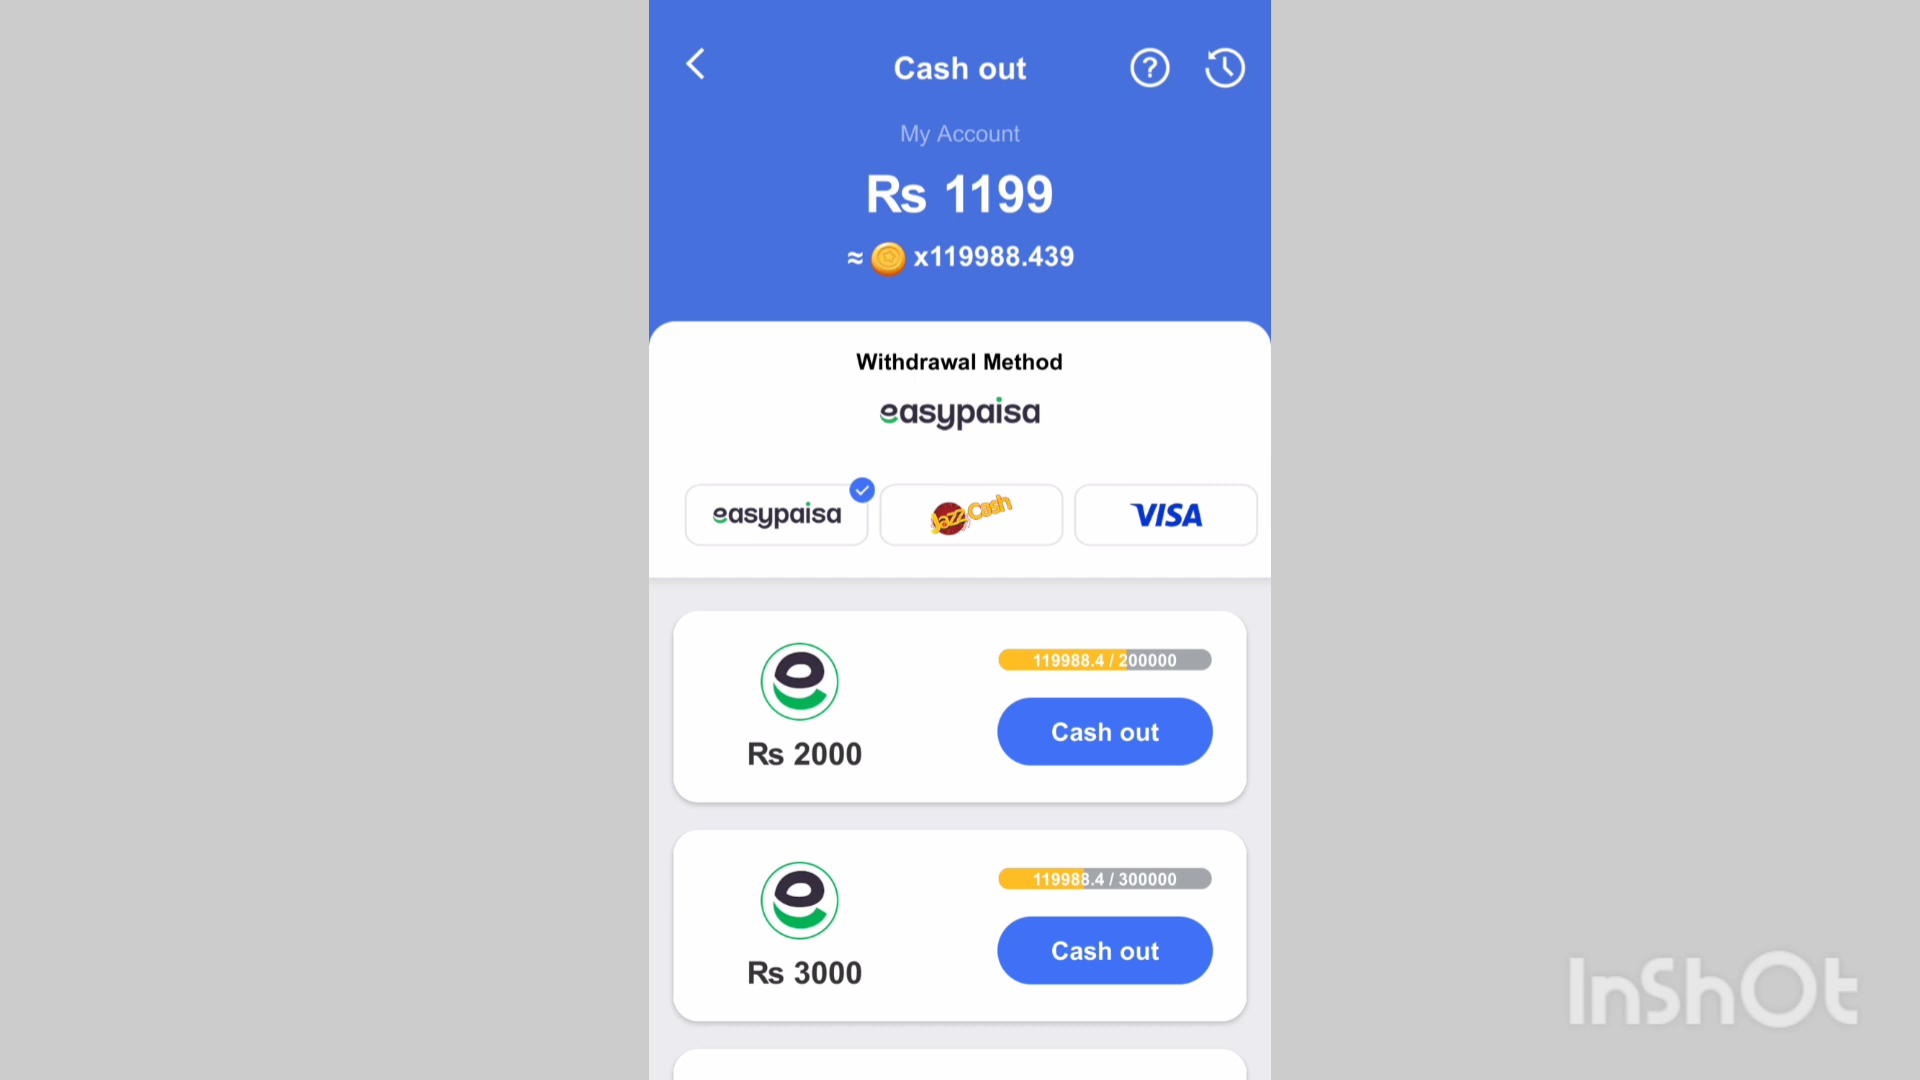 Cash out
?
My Account
Rs 1199
≈ x119988.439
Withdrawal Method
easypaisa
easypaisa
JazzCash
VISA
119988.4 / 200000
Cash out
Rs 2000
119988.4 / 300000
Cash out
Rs 3000
InShOt